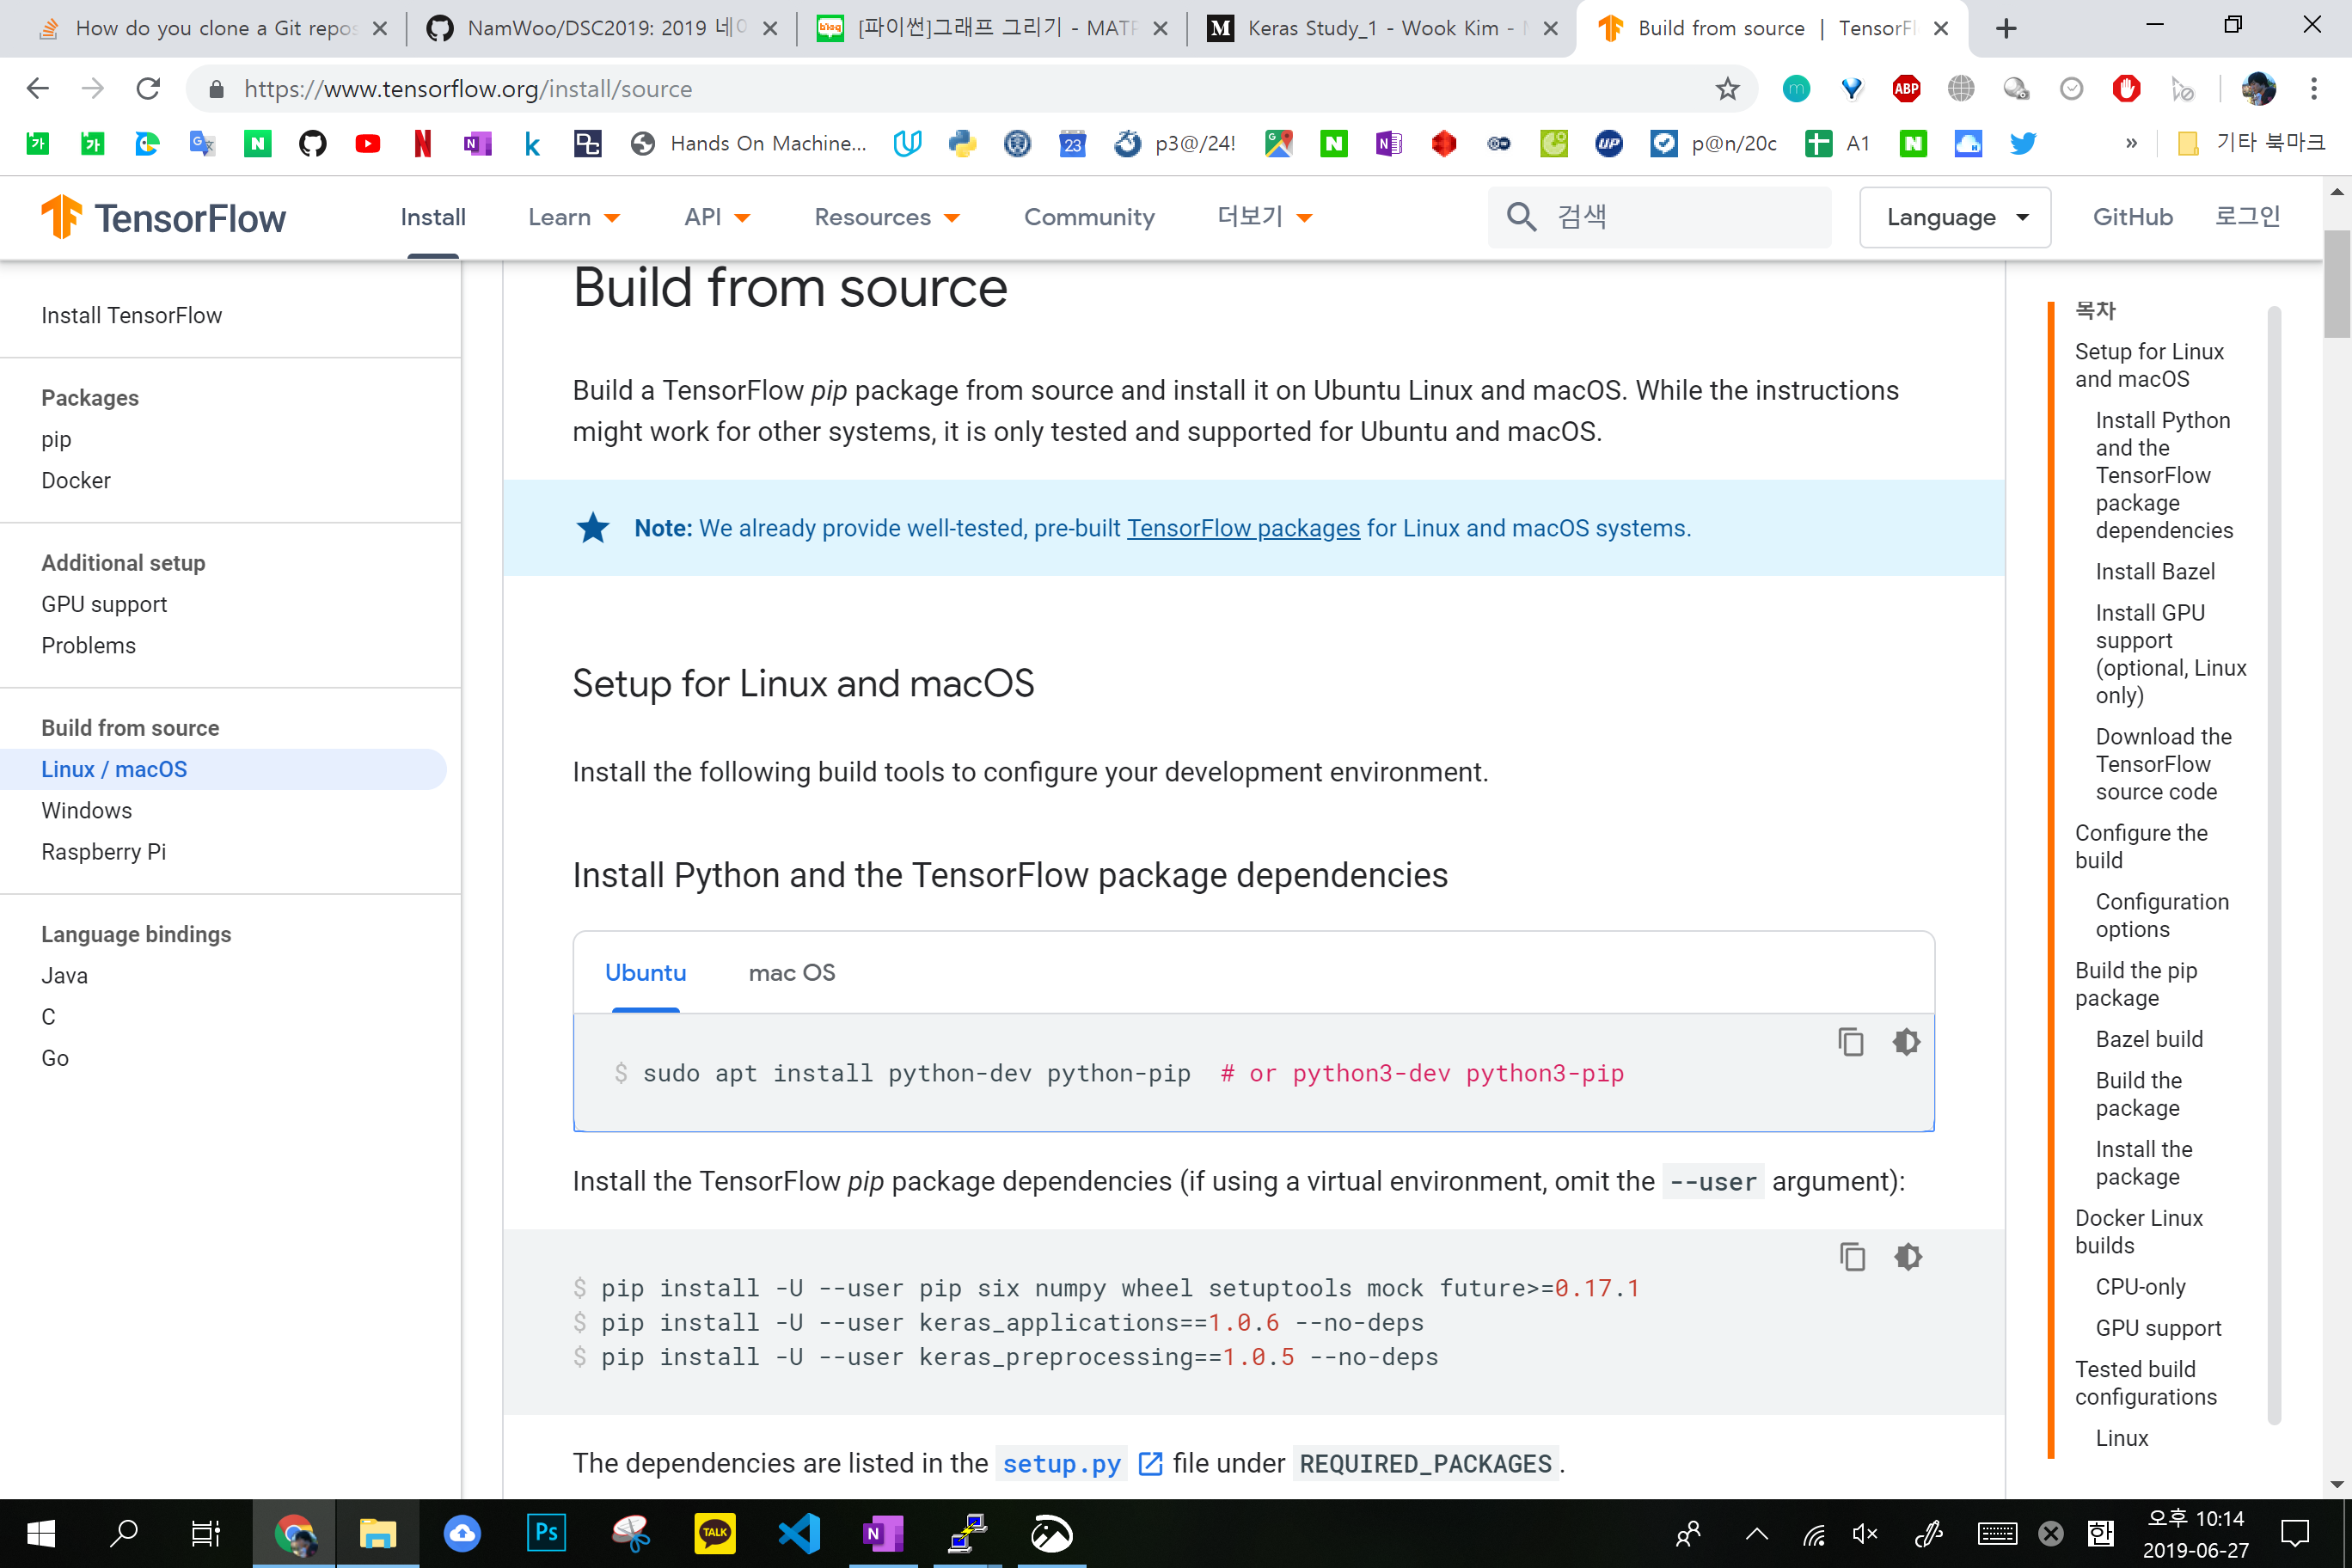 How do you clone a Git repos
NamWoo/DSC2019: 2019 네이
[파이썬]그래프 그리기 - MATP
Keras Study_1 - Wook Kim -
Build from source | TensorFl
https://www.tensorflow.org/install/source
Hands On Machine...
23
p3@/24!
p@n/20c
A1
»
기타 북마크
TensorFlow
Install
Learn
API
Resources
Community
더보기
검색
Language
GitHub
로그인
Install TensorFlow
Packages
pip
Docker
Additional setup
GPU support
Problems
Build from source
Linux / macOS
Windows
Raspberry Pi
Language bindings
Java
C
Go
Build from source
Build a TensorFlow pip package from source and install it on Ubuntu Linux and macOS. While the instructions
might work for other systems, it is only tested and supported for Ubuntu and macOS.
Note: We already provide well-tested, pre-built TensorFlow packages for Linux and macOS systems.
Setup for Linux and macOS
Install the following build tools to configure your development environment.
Install Python and the TensorFlow package dependencies
Ubuntu
mac OS
$ sudo apt install python-dev python-pip  # or python3-dev python3-pip
Install the TensorFlow pip package dependencies (if using a virtual environment, omit the --user argument):
$ pip install -U --user pip six numpy wheel setuptools mock future>=0.17.1
$ pip install -U --user keras_applications==1.0.6 --no-deps
$ pip install -U --user keras_preprocessing==1.0.5 --no-deps
The dependencies are listed in the setup.py file under REQUIRED_PACKAGES.
목차
Setup for Linux
and macOS
Install Python
and the
TensorFlow
package
dependencies
Install Bazel
Install GPU
support
(optional, Linux
only)
Download the
TensorFlow
source code
Configure the
build
Configuration
options
Build the pip
package
Bazel build
Build the
package
Install the
package
Docker Linux
builds
CPU-only
GPU support
Tested build
configurations
Linux
Ps
TALK
한
오후 10:14
2019-06-27